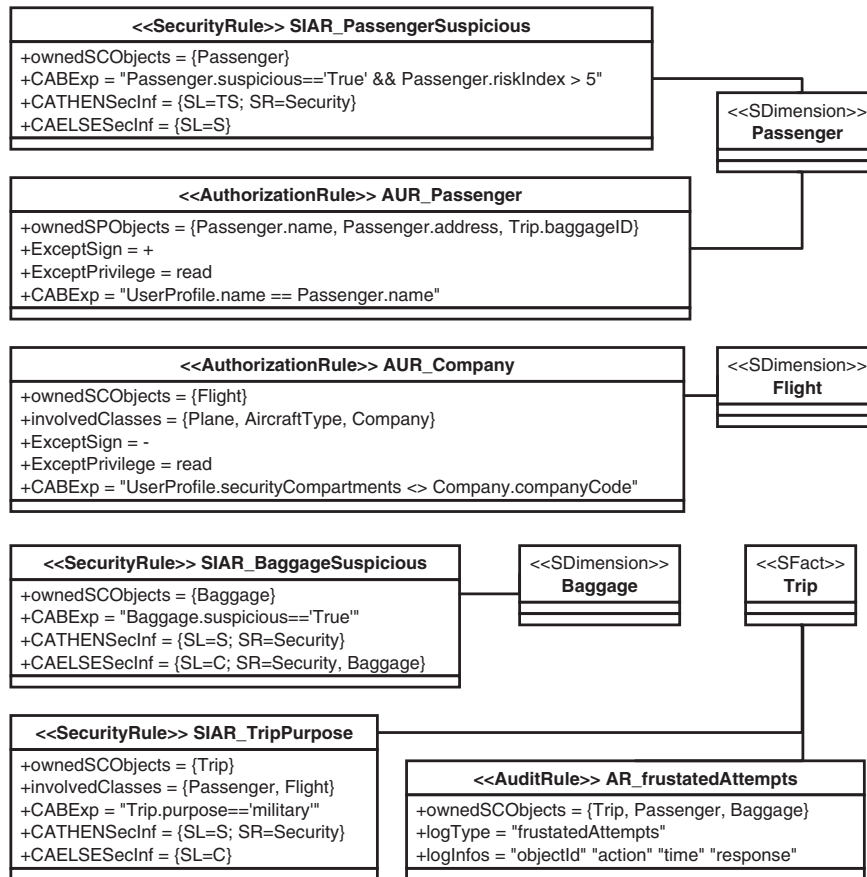 <<SecurityRule>> SIAR_PassengerSuspicious
+ownedSCObjects = {Passenger}
+CABExp = "Passenger.suspicious=='True' && Passenger.riskIndex > 5"
+CATHENSecInf = {SL=TS; SR=Security}
+CAELSESecInf = {SL=S}
<<SDimension>>
Passenger
<<AuthorizationRule>> AUR_Passenger
+ownedSPObjects = {Passenger.name, Passenger.address, Trip.baggageID}
+ExceptSign = +
+ExceptPrivilege = read
+CABExp = "UserProfile.name == Passenger.name"
<<AuthorizationRule>> AUR_Company
+ownedSCObjects = {Flight}
+involvedClasses = {Plane, AircraftType, Company}
+ExceptSign = -
+ExceptPrivilege = read
+CABExp = "UserProfile.securityCompartments <> Company.companyCode"
<<SDimension>>
Flight
<<SecurityRule>> SIAR_BaggageSuspicious
+ownedSCObjects = {Baggage}
+CABExp = "Baggage.suspicious=='True'"
+CATHENSecInf = {SL=S; SR=Security}
+CAELSESecInf = {SL=C; SR=Security, Baggage}
<<SDimension>>
Baggage
<<SFact>>
Trip
<<SecurityRule>> SIAR_TripPurpose
+ownedSCObjects = {Trip}
+involvedClasses = {Passenger, Flight}
+CABExp = "Trip.purpose=='military'"
+CATHENSecInf = {SL=S; SR=Security}
+CAELSESecInf = {SL=C}
<<AuditRule>> AR_frustatedAttempts
+ownedSCObjects = {Trip, Passenger, Baggage}
+logType = "frustatedAttempts"
+logInfos = "objectId" "action" "time" "response"